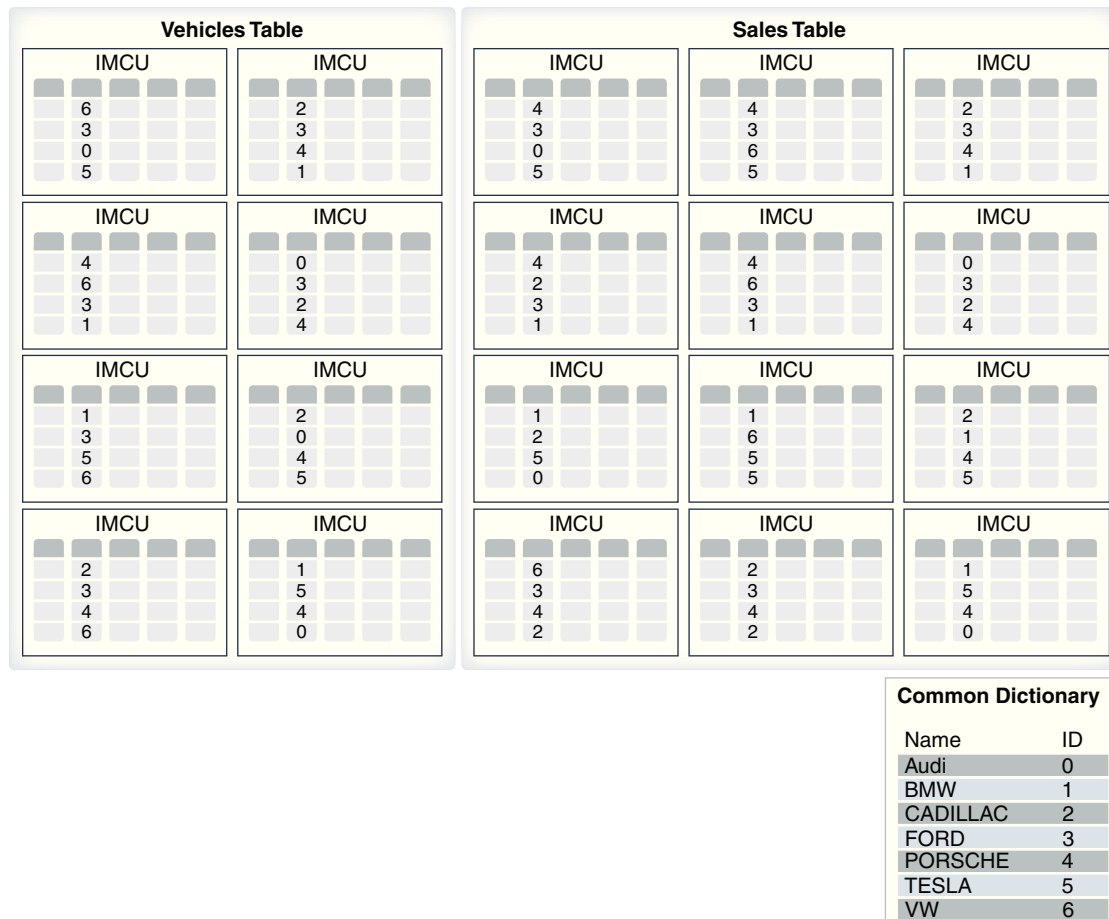 Vehicles Table
IMCU IMCU
6 2
3 3
0 4
5 1
IMCU IMCU
4 0
6 3
3 2
1 4
IMCU IMCU
1 2
3 0
5 4
6 5
IMCU IMCU
2 1
3 5
4 4
6 0
Sales Table
IMCU IMCU IMCU
4 4 2
3 3 3
0 6 4
5 5 1
IMCU IMCU IMCU
4 4 0
2 6 3
3 3 2
1 1 4
IMCU IMCU IMCU
1 1 2
2 6 1
5 5 4
0 5 5
IMCU IMCU IMCU
6 2 1
3 3 5
4 4 4
2 2 0
Common Dictionary
Name ID
Audi 0
BMW 1
CADILLAC 2
FORD 3
PORSCHE 4
TESLA 5
VW 6